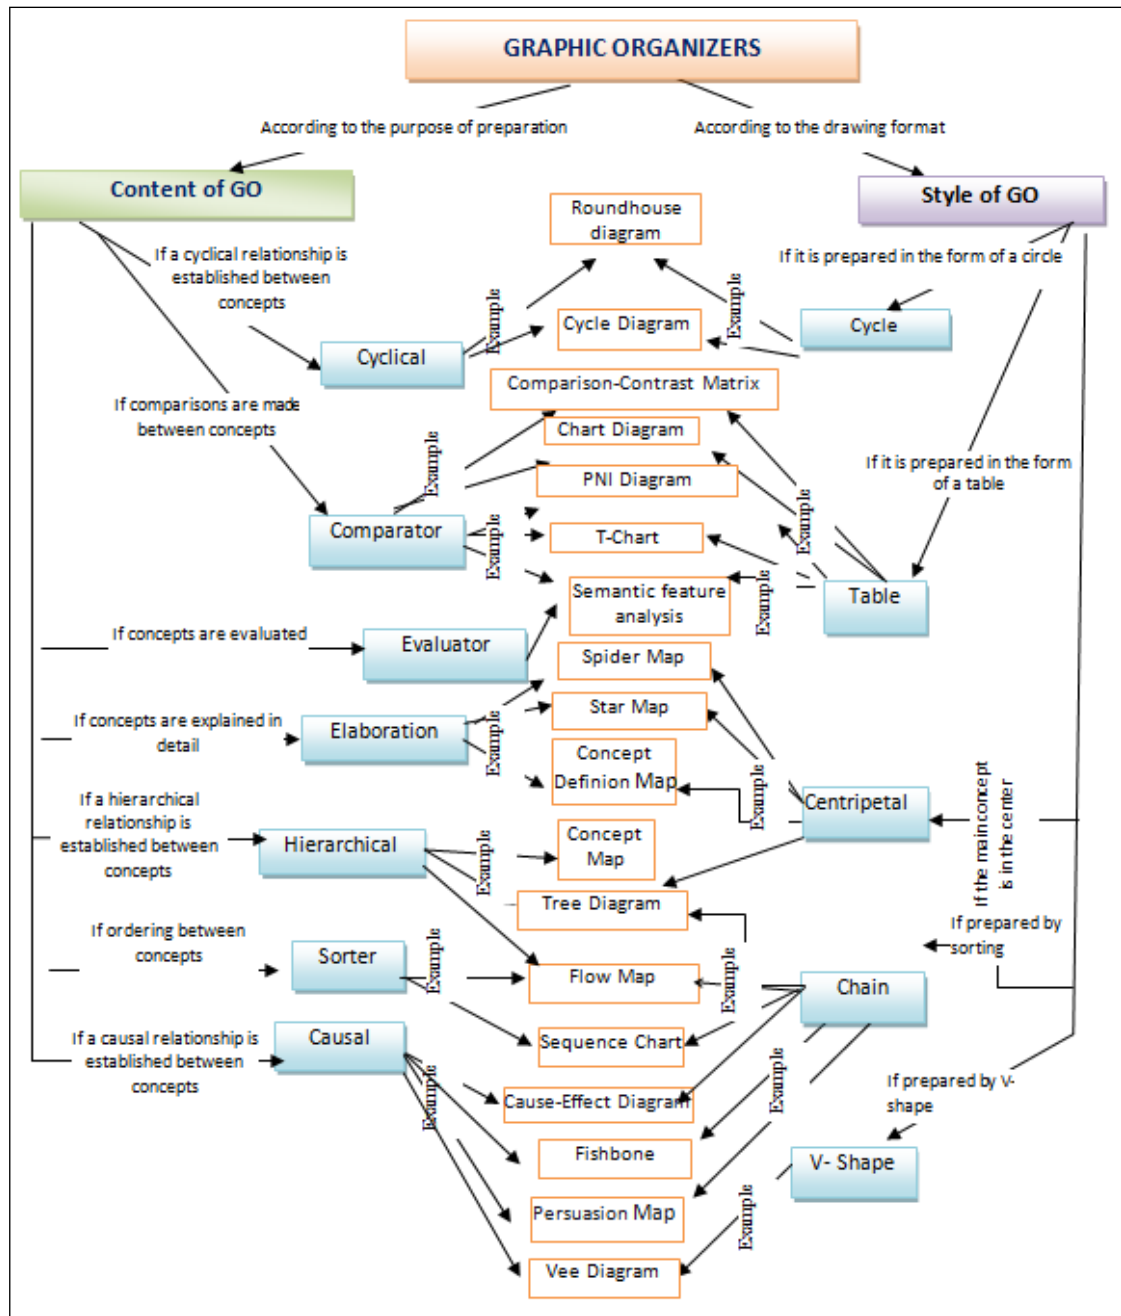 GRAPHIC ORGANIZERS
According to the purpose of preparation
According to the drawing format
Content of GO
Style of GO
Roundhouse
diagram
If a cyclical relationship is
established between
concepts
If it is prepared in the form of a circle
Example
Example
Cycle Diagram
Cycle
Cyclical
Comparison-Contrast Matrix
If comparisons are made
between concepts
Chart Diagram
Example
Example
If it is prepared in the form
of a table
PNI Diagram
Comparator
T-Chart
Example
Example
Example
Semantic feature
analysis
Table
If concepts are evaluated
Evaluator
Spider Map
If concepts are explained in
detail
Elaboration
Star Map
Example
Concept
Definion Map
Example
Example
Centripetal
If the main concept
is in the center
If a hierarchical
relationship is
established between
concepts
Hierarchical
Concept
Map
Example
Tree Diagram
If prepared by
sorting
If ordering between
concepts
Sorter
Example
Flow Map
Example
Chain
If a causal relationship is
established between
concepts
Causal
Sequence Chart
Example
Cause-Effect Diagram
Example
If prepared by V-
shape
Fishbone
V- Shape
Persuasion Map
Example
Vee Diagram